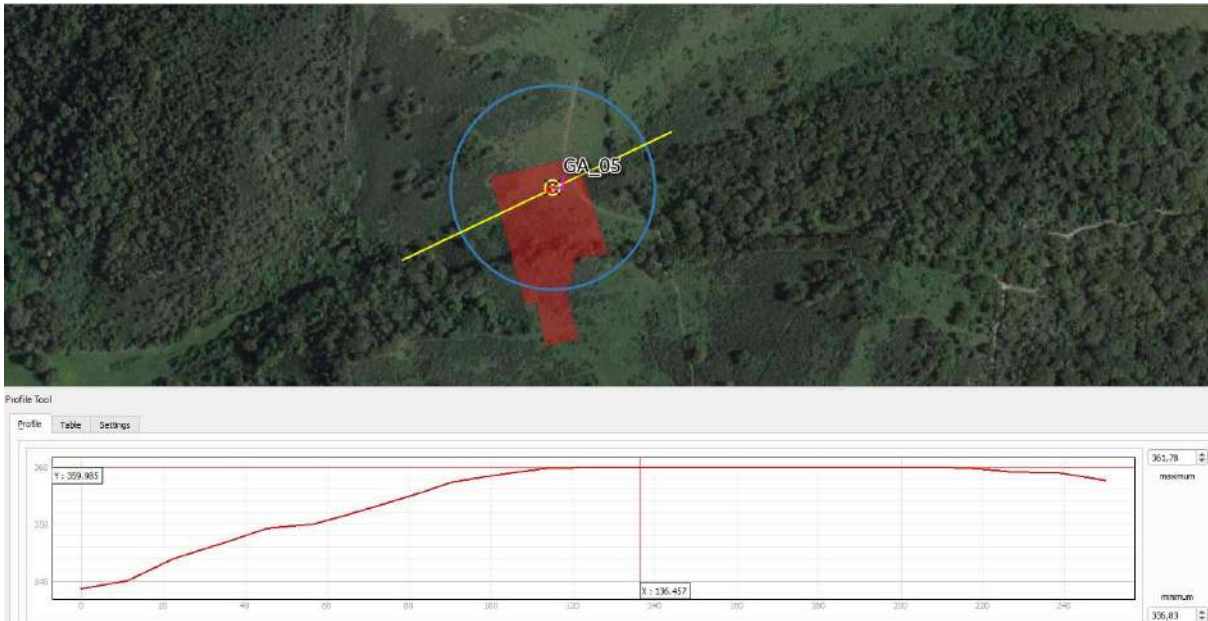 GA_05
Profile Tool
Profile Table Settings
360
Y : 359.985
350
340
X : 136.457
0 20 40 60 80 100 120 140 160 180 200 220 240
361,78
maximum
minimum
336,83